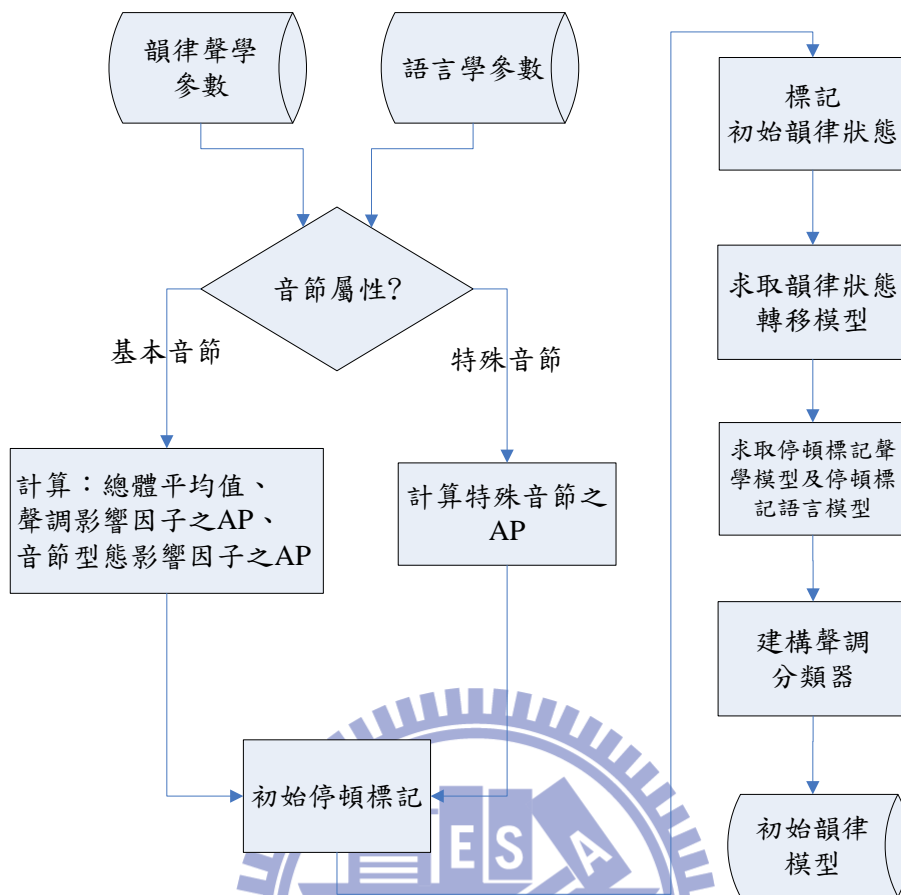 韻律聲學
參數
語言學參數
音節屬性?
基本音節
特殊音節
計算：總體平均值、
聲調影響因子之AP、
音節型態影響因子之AP
計算特殊音節之
AP
初始停頓標記
標記
初始韻律狀態
求取韻律狀態
轉移模型
求取停頓標記聲
學模型及停頓標
記語言模型
建構聲調
分類器
初始韻律
模型
ES
A